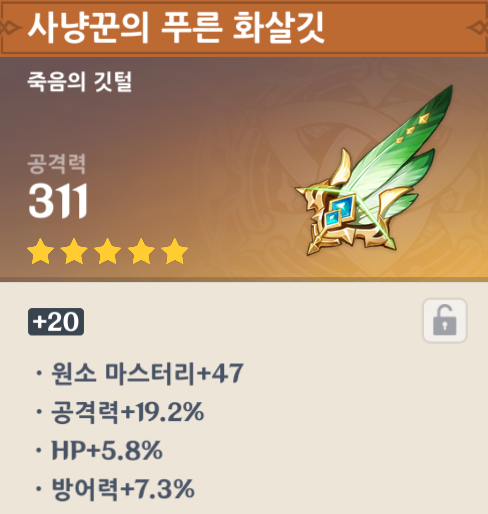 사냥꾼의 푸른 화살깃
죽음의 깃털
공격력
311
+20
·원소 마스터리+47
·공격력+19.2%
·HP+5.8%
·방어력+7.3%